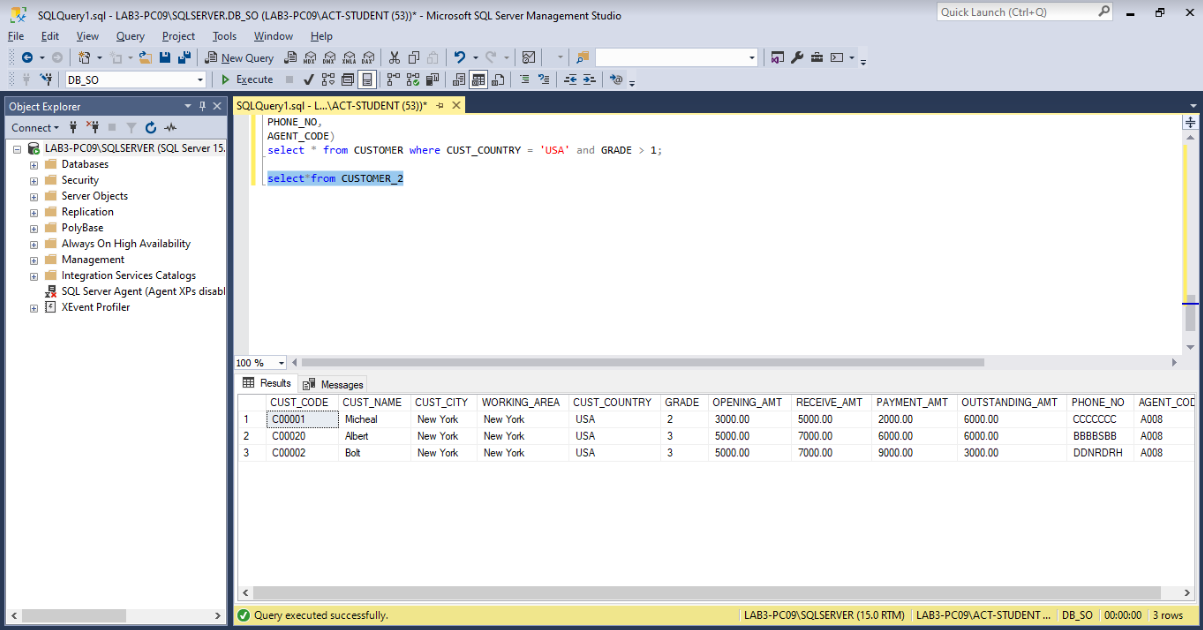 SQLQuery1.sql - LAB3-PC09\SQLSERVER.DB_SO (LAB3-PC09\ACT-STUDENT (53))* - Microsoft SQL Server Management Studio
Quick Launch (Ctrl+Q)
File Edit View Query Project Tools Window Help
New Query
DB_SO Execute
Object Explorer
Connect
LAB3-PC09\SQLSERVER (SQL Server 15.
Databases
Security
Server Objects
Replication
PolyBase
Always On High Availability
Management
Integration Services Catalogs
SQL Server Agent (Agent XPs disabl
XEvent Profiler
SQLQuery1.sql - L...\ACT-STUDENT (53))*
PHONE_NO,
AGENT_CODE)
select * from CUSTOMER where CUST_COUNTRY = 'USA' and GRADE > 1;
select*from CUSTOMER_2
100 %
Results Messages
CUST_CODE CUST_NAME CUST_CITY WORKING_AREA CUST_COUNTRY GRADE OPENING_AMT RECEIVE_AMT PAYMENT_AMT OUTSTANDING_AMT PHONE_NO AGENT_COD
1 C00001 Micheal New York New York USA 2 3000.00 5000.00 2000.00 6000.00 CCCCCCC A008
2 C00020 Albert New York New York USA 3 5000.00 7000.00 6000.00 6000.00 BBBBSBB A008
3 C00002 Bolt New York New York USA 3 5000.00 7000.00 9000.00 3000.00 DDNRDRH A008
Query executed successfully. LAB3-PC09\SQLSERVER (15.0 RTM) LAB3-PC09\ACT-STUDENT ... DB_SO 00:00:00 3 rows